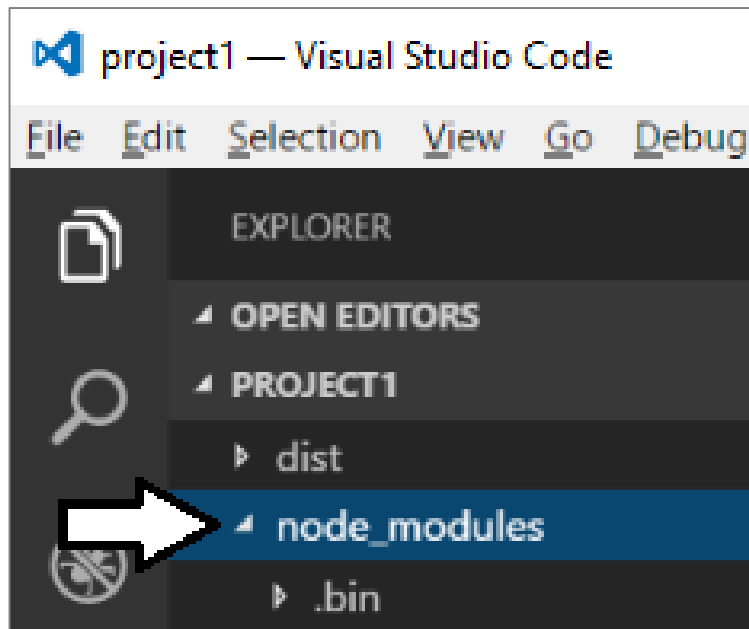 project1 — Visual Studio Code
File Edit Selection View Go Debug
EXPLORER
OPEN EDITORS
PROJECT1
dist
node_modules
.bin